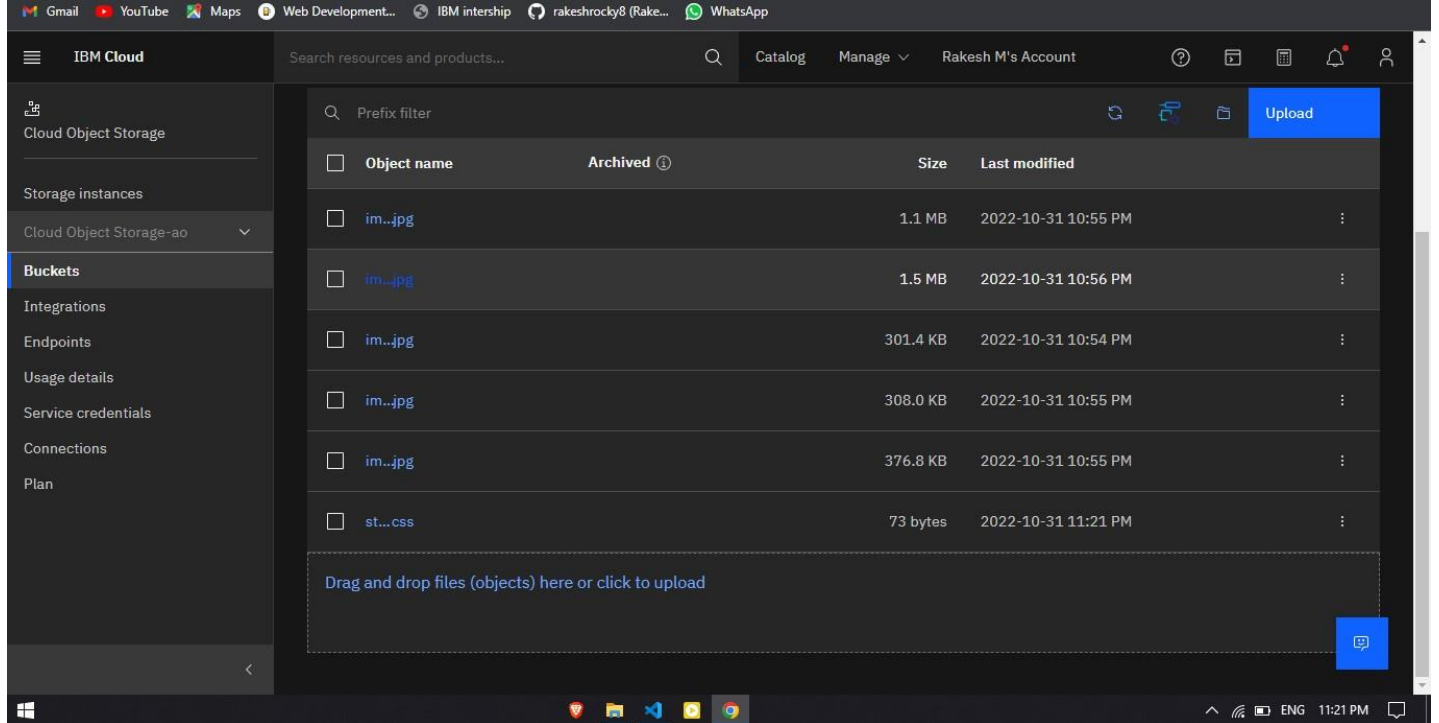 Gmail YouTube Maps Web Development... IBM intership rakeshrocky8 (Rake... WhatsApp
IBM Cloud Search resources and products... Catalog Manage Rakesh M's Account
Cloud Object Storage
Storage instances
Cloud Object Storage-ao
Buckets
Integrations
Endpoints
Usage details
Service credentials
Connections
Plan
Prefix filter Upload
Object name Archived Size Last modified
im...jpg 1.1 MB 2022-10-31 10:55 PM
im...jpg 1.5 MB 2022-10-31 10:56 PM
im...jpg 301.4 KB 2022-10-31 10:54 PM
im...jpg 308.0 KB 2022-10-31 10:55 PM
im...jpg 376.8 KB 2022-10-31 10:55 PM
st...css 73 bytes 2022-10-31 11:21 PM
Drag and drop files (objects) here or click to upload
ENG 11:21 PM